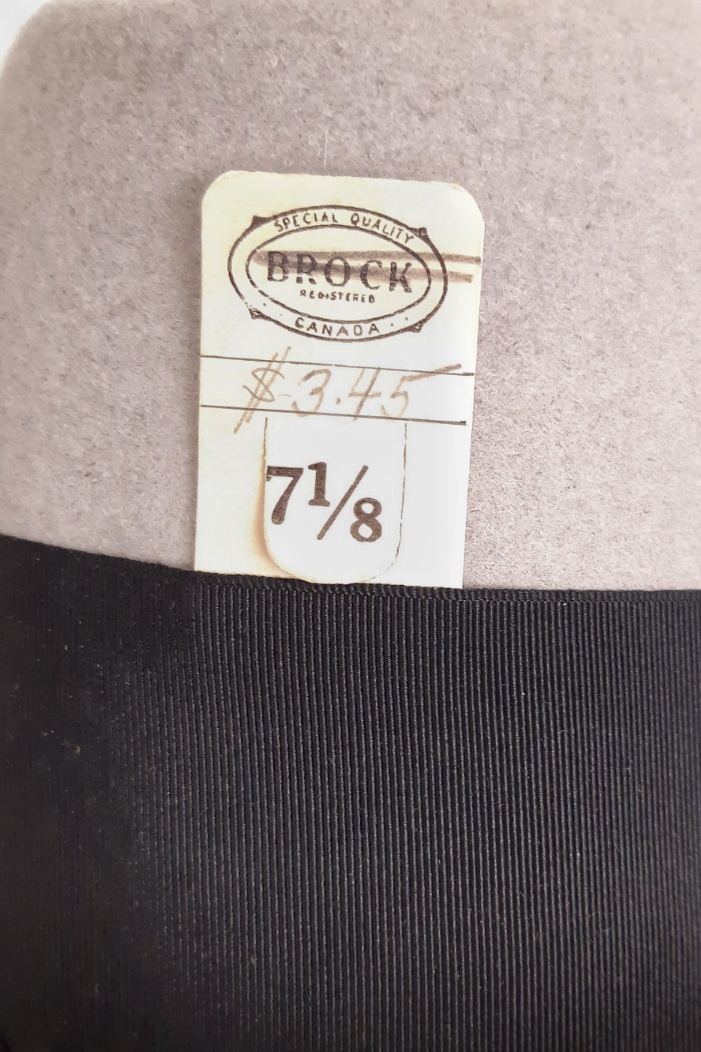 SPECIAL QUALITY
BROCK
REGISTERED
CANADA
$3.45
7 1/8